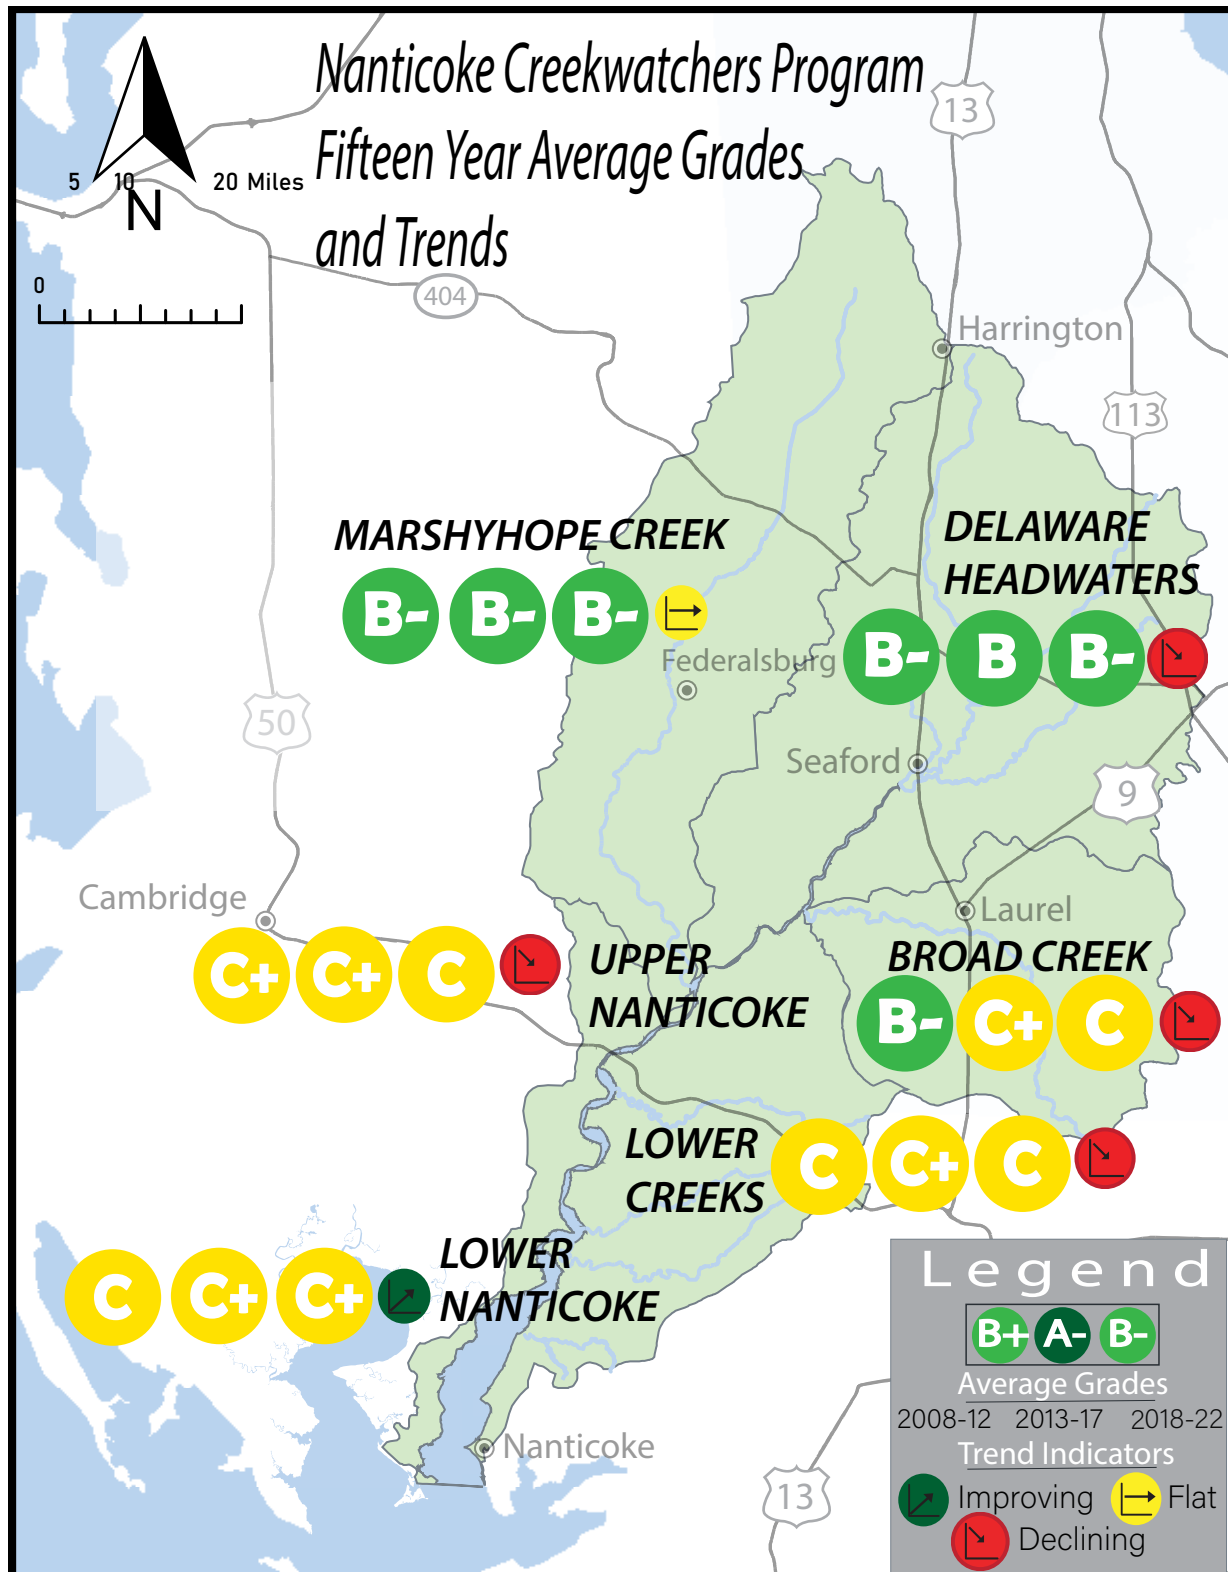 Nanticoke Creekwatchers Program
Fifteen Year Average Grades
and Trends
5 10 20 Miles
N
0
13
404
Harrington
113
MARSHYHOPE CREEK
B- B- B-
DELAWARE
HEADWATERS
B- B B-
Federalsburg
50
Seaford
9
Cambridge
Laurel
C+ C+ C
UPPER
NANTICOKE
BROAD CREEK
B- C+ C
LOWER
CREEKS
C C+ C
LOWER
NANTICOKE
C C+ C+
Nanticoke
13
Legend
B+ A- B-
Average Grades
2008-12 2013-17 2018-22
Trend Indicators
Improving Flat
Declining